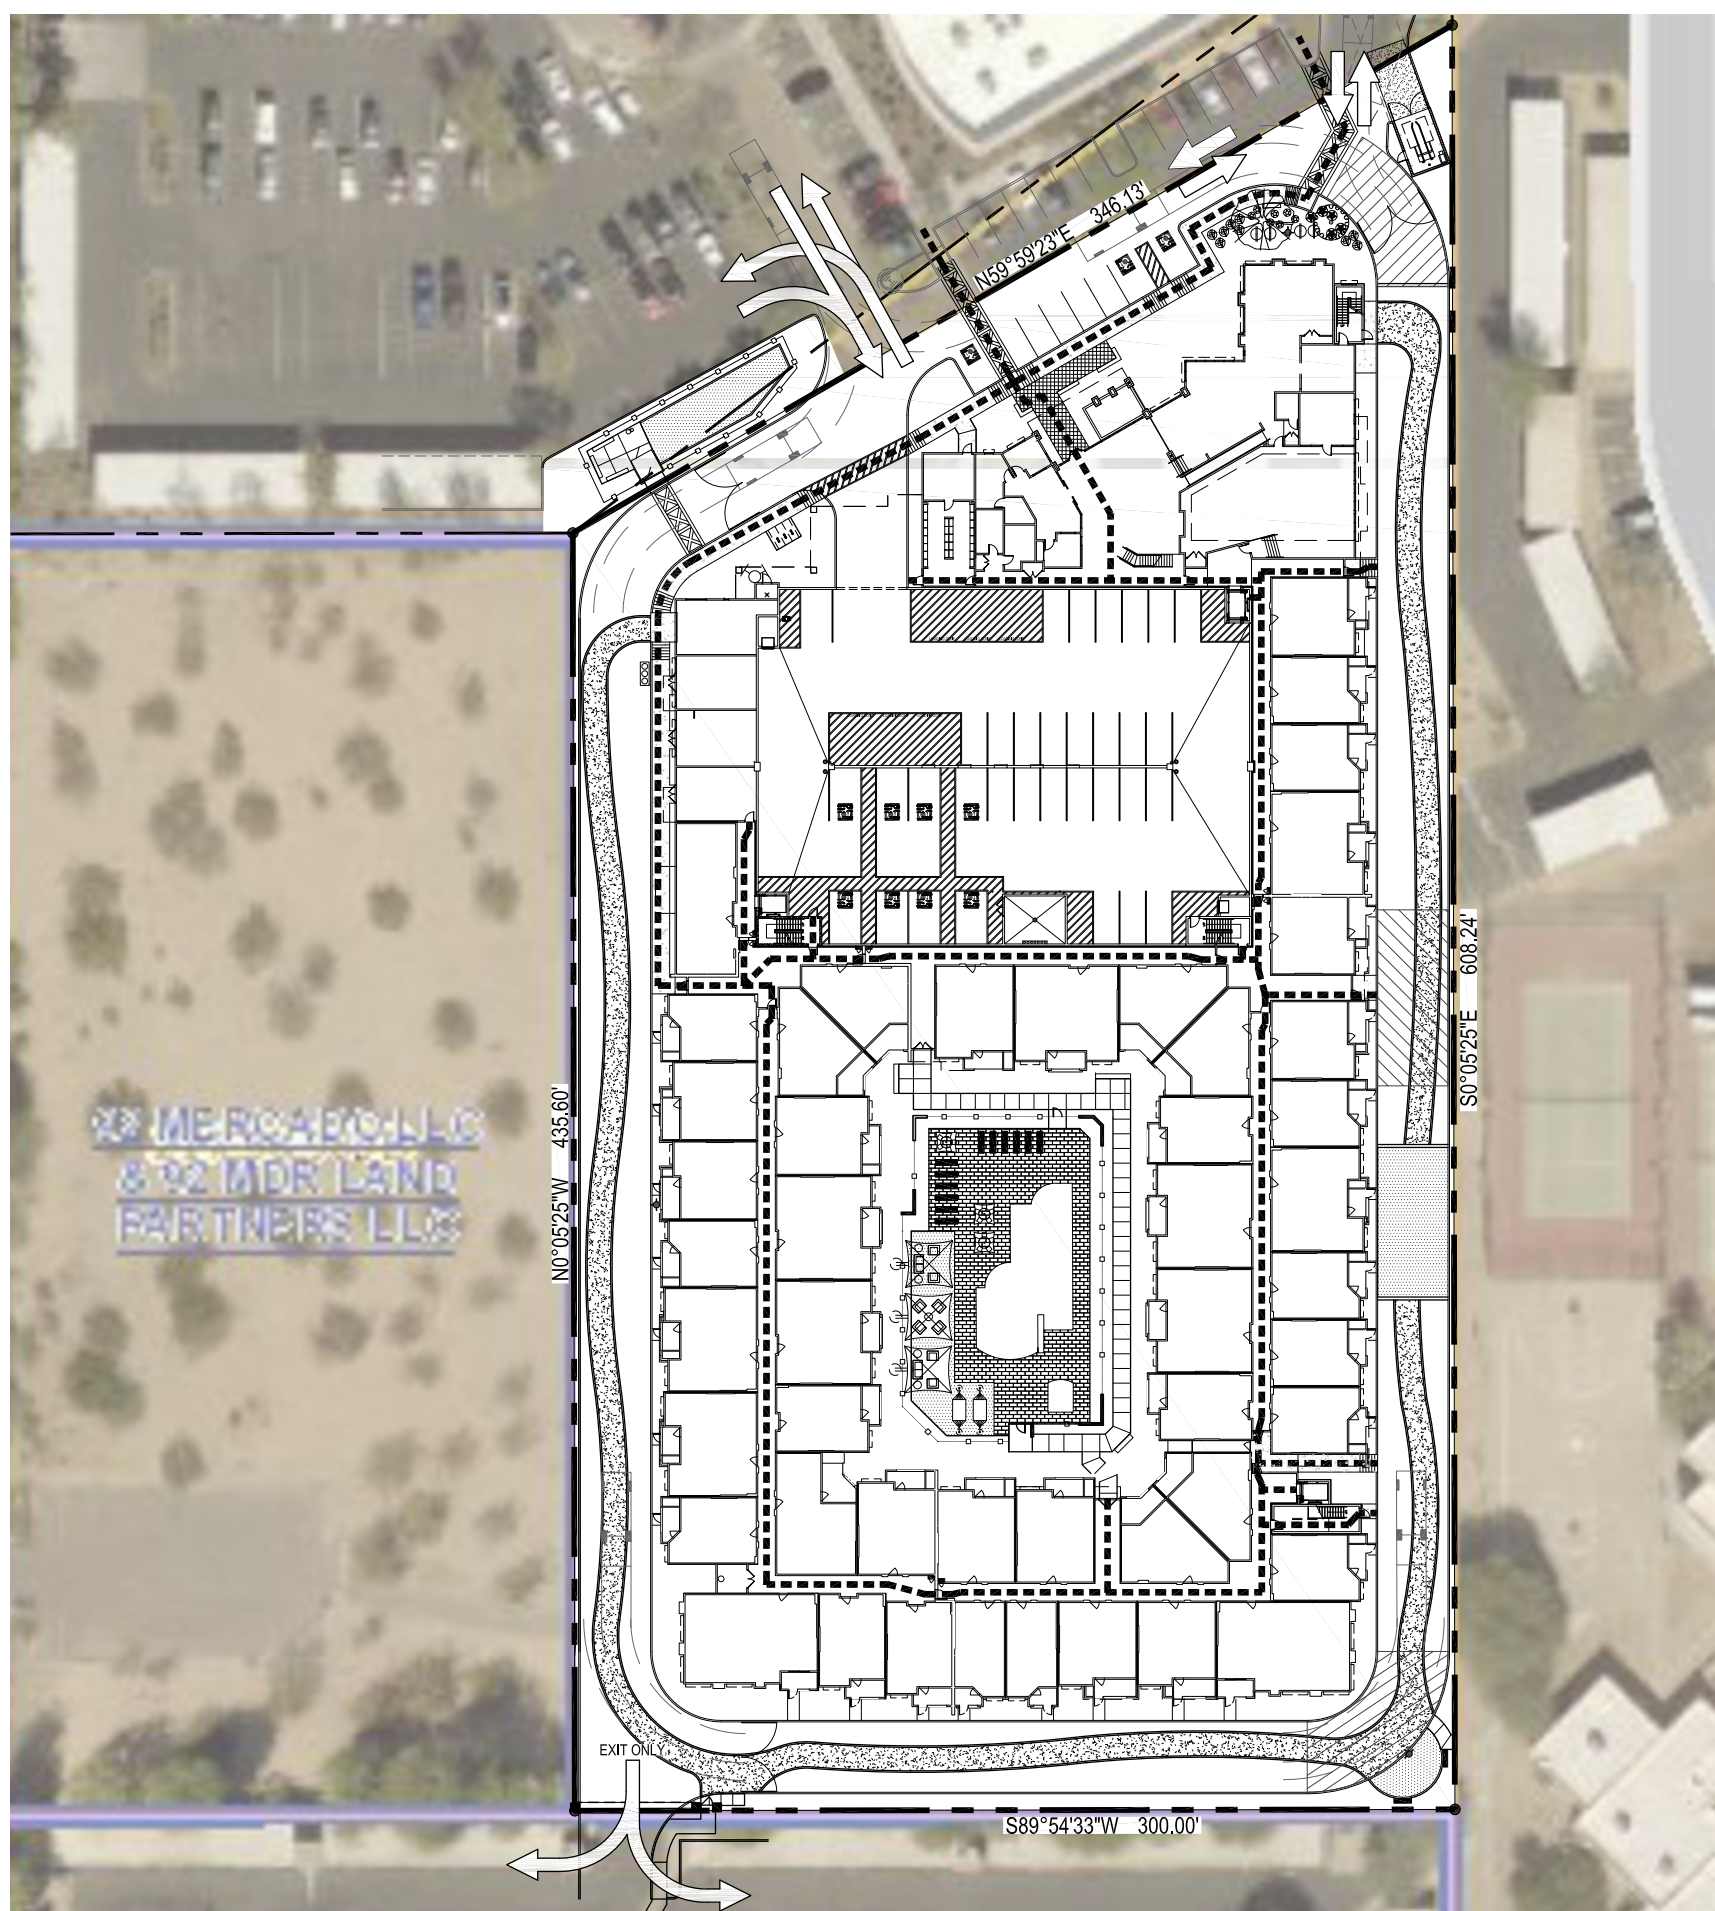 N59°59'23"E 346.13'
S0°05'25"E 608.24'
MERCADO LLC
& 92 MDR LAND
PARTNERS LLC
N0°05'25"W 435.60'
EXIT ONLY
S89°54'33"W 300.00'